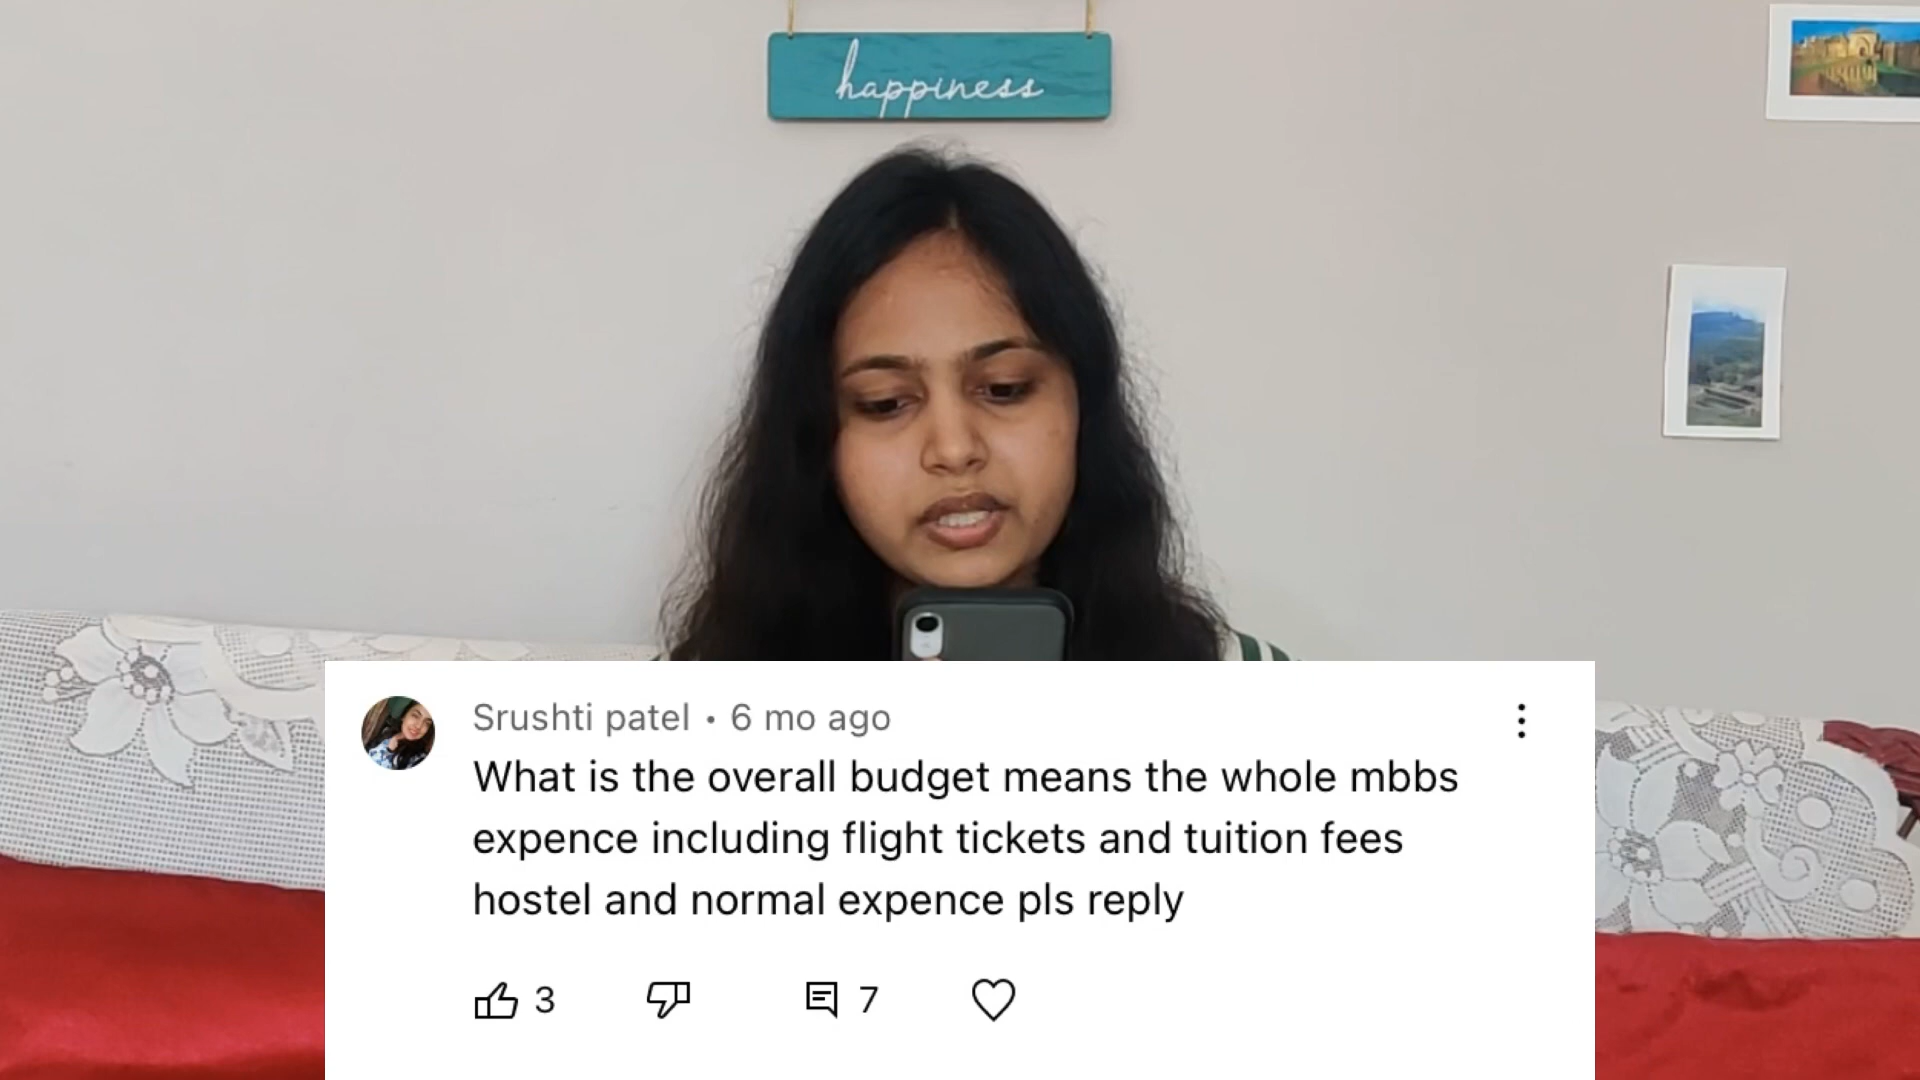 happiness
Srushti patel • 6 mo ago
What is the overall budget means the whole mbbs
expence including flight tickets and tuition fees
hostel and normal expence pls reply
3
7